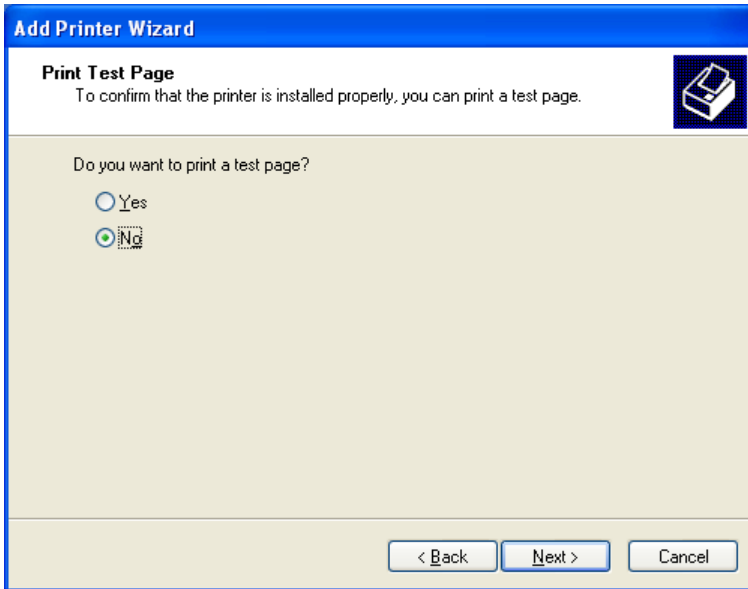 Add Printer Wizard
Print Test Page
To confirm that the printer is installed properly, you can print a test page.
Do you want to print a test page?
Yes
No
< Back
Next >
Cancel